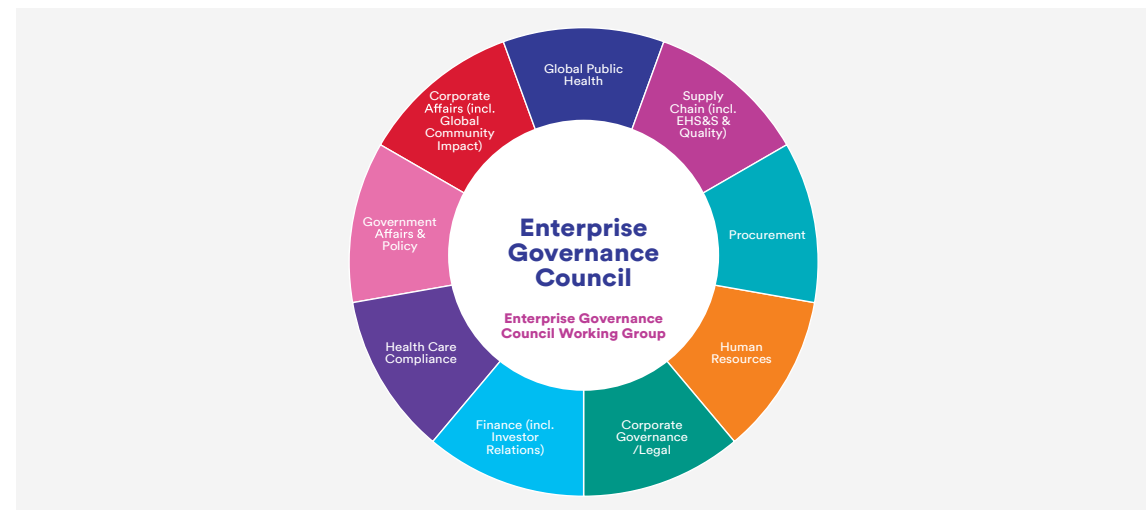 Global Public
Health
Supply
Chain (incl.
EHS&S &
Quality)
Procurement
Human
Resources
Corporate
Governance
/Legal
Finance (incl.
Investor
Relations)
Health Care
Compliance
Government
Affairs &
Policy
Corporate
Affairs (incl.
Global
Community
Impact)
Enterprise
Governance
Council
Enterprise Governance
Council Working Group